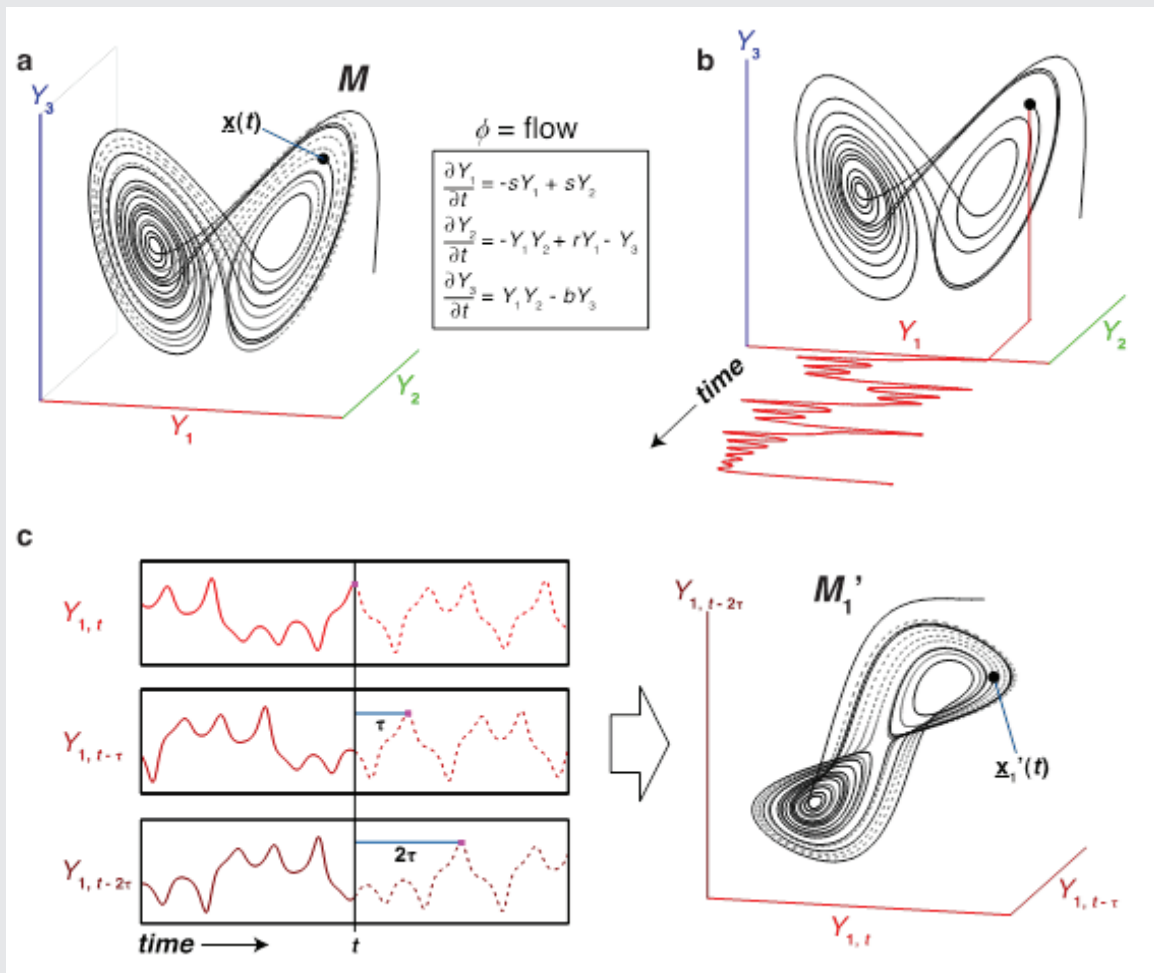 a
M
Y₃
x(t)
ϕ = flow
∂Y₁/∂t = -sY₁ + sY₂
∂Y₂/∂t = -Y₁Y₂ + rY₁ - Y₃
∂Y₃/∂t = Y₁Y₂ - bY₃
Y₂
Y₁
b
Y₃
Y₁
Y₂
time
c
Y₁, t
Y₁, t-τ
τ
Y₁, t-2τ
2τ
time
t
M₁'
Y₁, t-2τ
x₁'(t)
Y₁, t-τ
Y₁, t